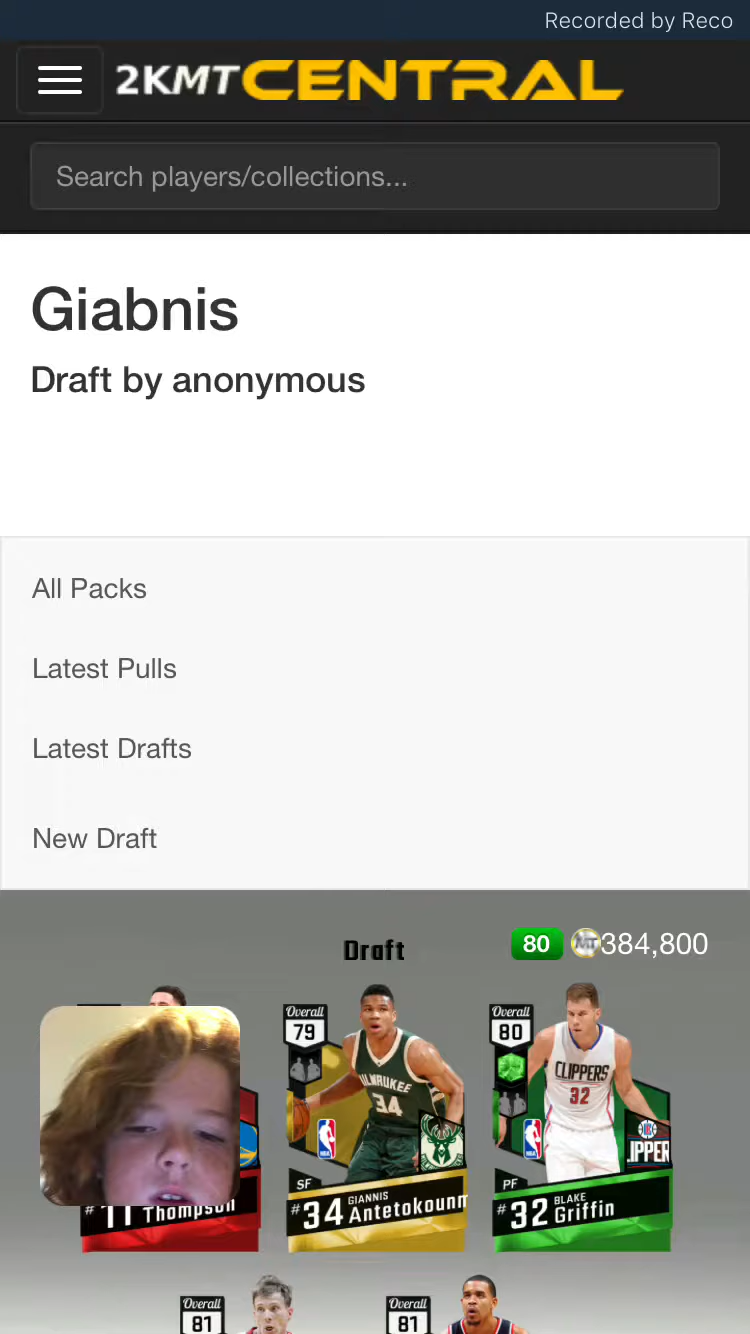 Recorded by Reco
2KMTCENTRAL
Search players/collections...
Giabnis
Draft by anonymous
All Packs
Latest Pulls
Latest Drafts
New Draft
Draft
80
MT
384,800
Overall
79
Overall
80
MILWAUKEE
34
CLIPPERS
32
SF
PF
#11 Thompson
GIANNIS
#34 Antetokounm
BLAKE
#32 Griffin
Overall
81
Overall
81